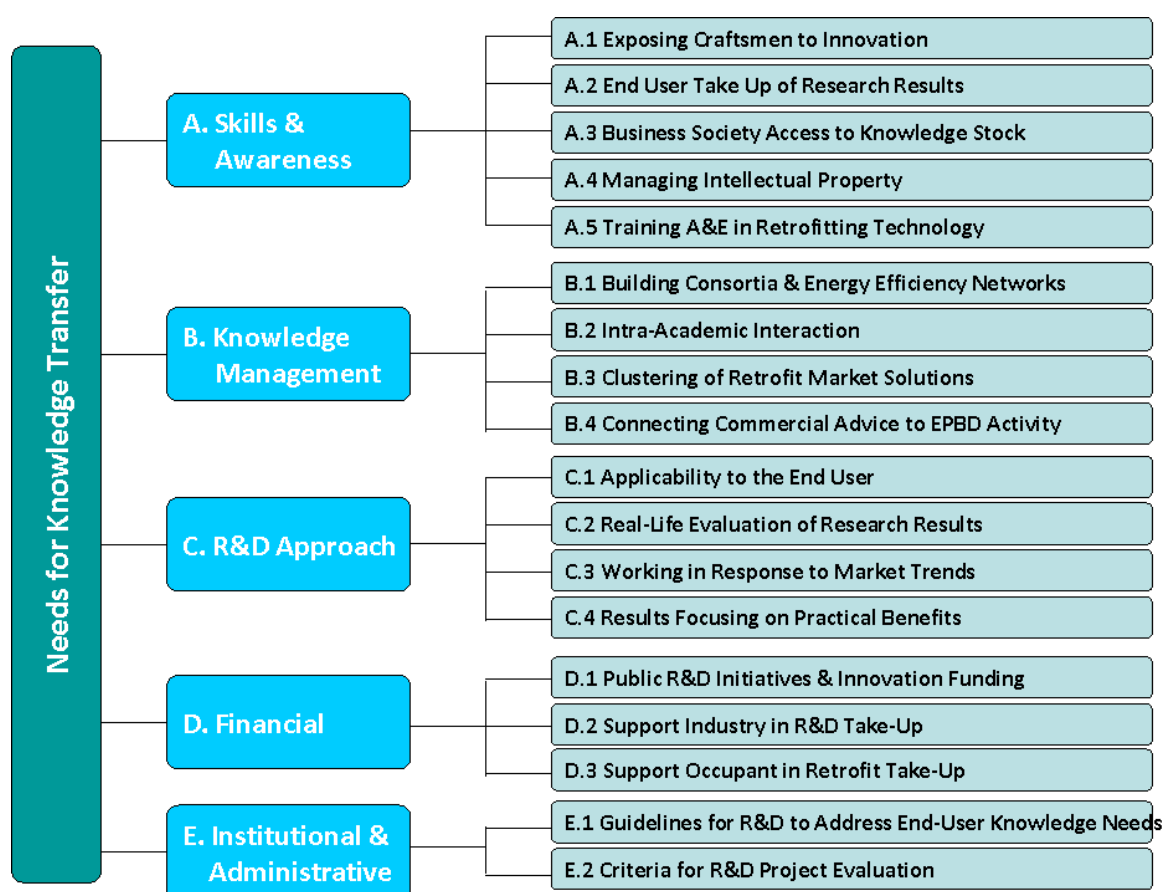 Needs for Knowledge Transfer
A. Skills &
Awareness
A.1 Exposing Craftsmen to Innovation
A.2 End User Take Up of Research Results
A.3 Business Society Access to Knowledge Stock
A.4 Managing Intellectual Property
A.5 Training A&E in Retrofitting Technology
B. Knowledge
Management
B.1 Building Consortia & Energy Efficiency Networks
B.2 Intra-Academic Interaction
B.3 Clustering of Retrofit Market Solutions
B.4 Connecting Commercial Advice to EPBD Activity
C. R&D Approach
C.1 Applicability to the End User
C.2 Real-Life Evaluation of Research Results
C.3 Working in Response to Market Trends
C.4 Results Focusing on Practical Benefits
D. Financial
D.1 Public R&D Initiatives & Innovation Funding
D.2 Support Industry in R&D Take-Up
D.3 Support Occupant in Retrofit Take-Up
E. Institutional &
Administrative
E.1 Guidelines for R&D to Address End-User Knowledge Needs
E.2 Criteria for R&D Project Evaluation